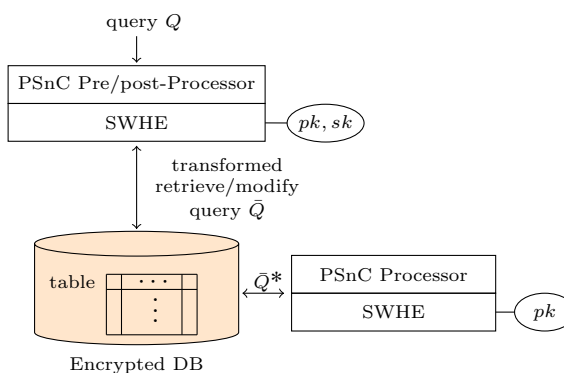 query Q
PSnC Pre/post-Processor
SWHE
pk, sk
transformed
retrieve/modify
query Q̄
table
Q̄*
PSnC Processor
SWHE
pk
Encrypted DB